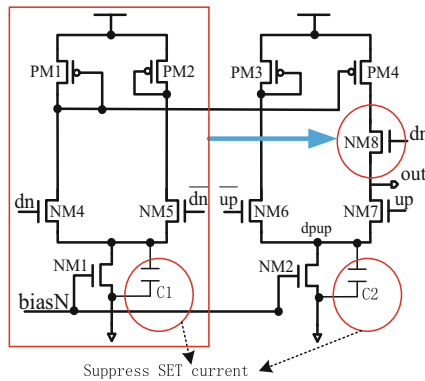 PM1 PM2 PM3 PM4
NM8 dn
out
dn NM4 NM5 dn up NM6 NM7 up
dpup
NM1 C1 NM2 C2
biasN
Suppress SET current